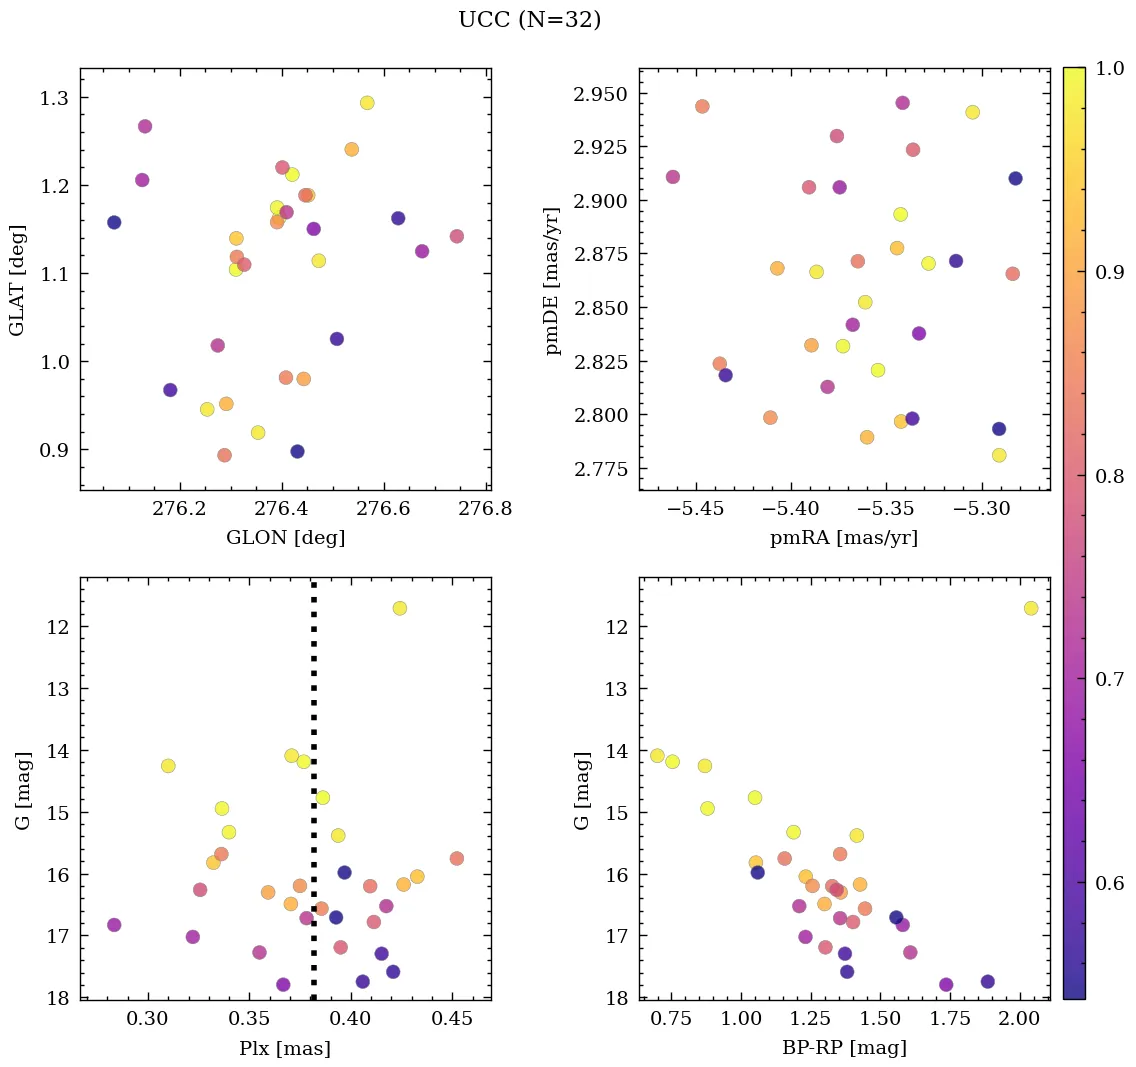 UCC (N=32)
1.3
1.2
1.1
1.0
0.9
GLAT [deg]
276.2 276.4 276.6 276.8
GLON [deg]
2.950
2.925
2.900
2.875
2.850
2.825
2.800
2.775
pmDE [mas/yr]
−5.45 −5.40 −5.35 −5.30
pmRA [mas/yr]
12
13
14
15
16
17
18
G [mag]
0.30 0.35 0.40 0.45
Plx [mas]
12
13
14
15
16
17
18
G [mag]
0.75 1.00 1.25 1.50 1.75 2.00
BP-RP [mag]
1.0
0.9
0.8
0.7
0.6